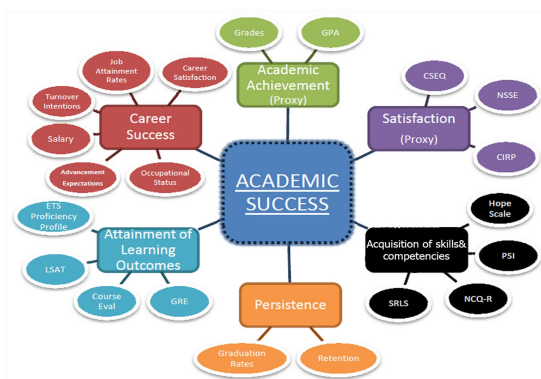 Grades
GPA
Academic
Achievement
(Proxy)
Job
Attainment
Rates
Career
Satisfaction
Turnover
Intentions
Salary
Advancement
Expectations
Occupational
Status
Career
Success
CSEQ
NSSE
CIRP
Satisfaction
(Proxy)
ACADEMIC
SUCCESS
ETS
Proficiency
Profile
LSAT
Course
Eval
GRE
Attainment of
Learning
Outcomes
Hope
Scale
PSI
NCQ-R
SRLS
Acquisition of skills&
competencies
Persistence
Graduation
Rates
Retention